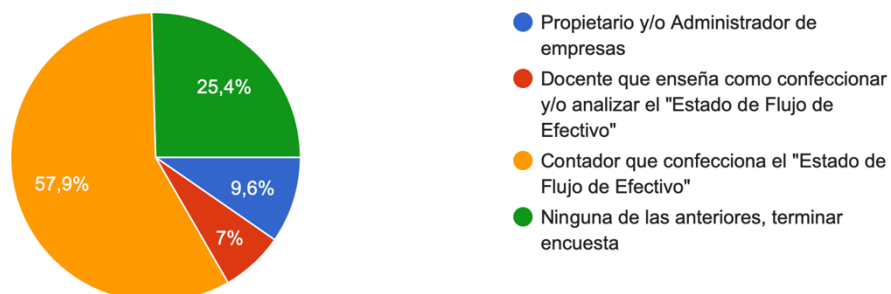 25,4%
57,9%
9,6%
7%
Propietario y/o Administrador de
empresas
Docente que enseña como confeccionar
y/o analizar el "Estado de Flujo de
Efectivo"
Contador que confecciona el "Estado de
Flujo de Efectivo"
Ninguna de las anteriores, terminar
encuesta